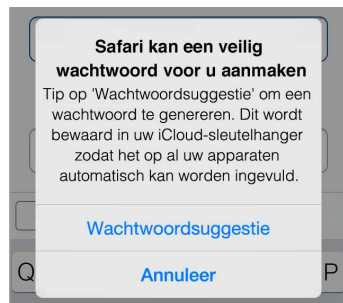 Safari kan een veilig
wachtwoord voor u aanmaken
Tip op 'Wachtwoordsuggestie' om een
wachtwoord te genereren. Dit wordt
bewaard in uw iCloud-sleutelhanger
zodat het op al uw apparaten
automatisch kan worden ingevuld.
Wachtwoordsuggestie
Annuleer
Q P